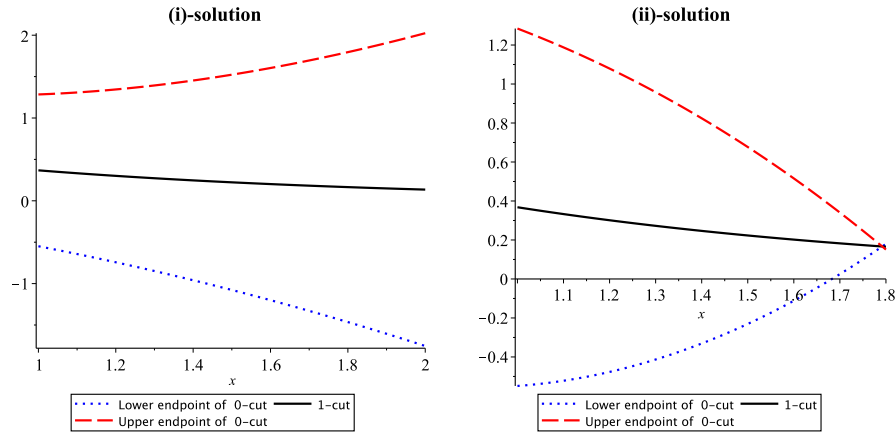 (i)-solution
2
1
0
−1
1 1.2 1.4 1.6 1.8 2
x
Lower endpoint of 0-cut 1-cut
Upper endpoint of 0-cut
(ii)-solution
1.2
1
0.8
0.6
0.4
0.2
0
1.1 1.2 1.3 1.4 1.5 1.6 1.7 1.8
x
−0.2
−0.4
Lower endpoint of 0-cut 1-cut
Upper endpoint of 0-cut